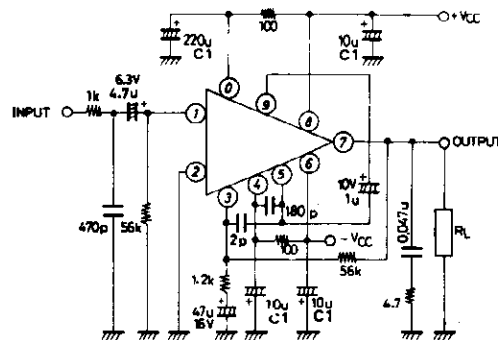 100
+VCC
220u
C1
10u
C1
0
9
8
6.3V
4.7u
1k
INPUT
1
7
OUTPUT
2
6
5
4
3
10V
1u
180p
470p
56k
2p
100
-VCC
56k
0.047u
RL
1.2k
47u
16V
10u
C1
10u
C1
4.7